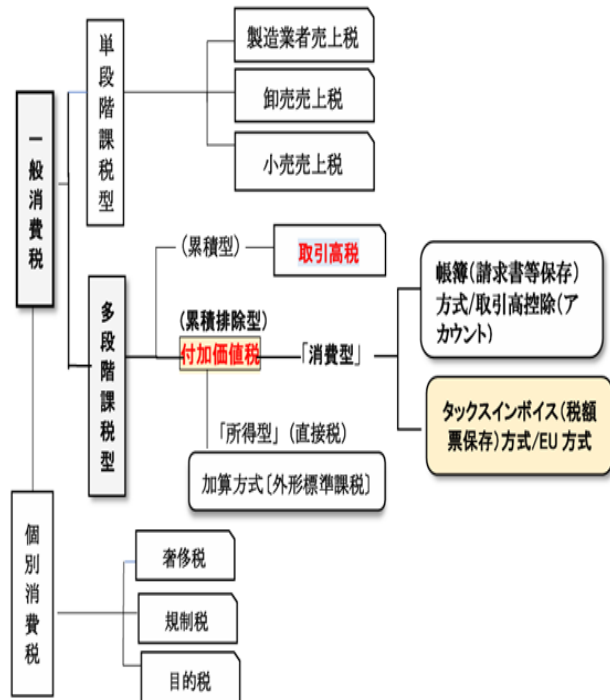 一般消費税
単段階課税型
製造業者売上税
卸売売上税
小売売上税
多段階課税型
(累積型)
取引高税
(累積排除型)
付加価値税
「消費型」
帳簿(請求書等保存)
方式/取引高控除(ア
カウント)
タックスインボイス(税額
票保存)方式/EU 方式
「所得型」(直接税)
加算方式〔外形標準課税〕
個別消費税
奢侈税
規制税
目的税